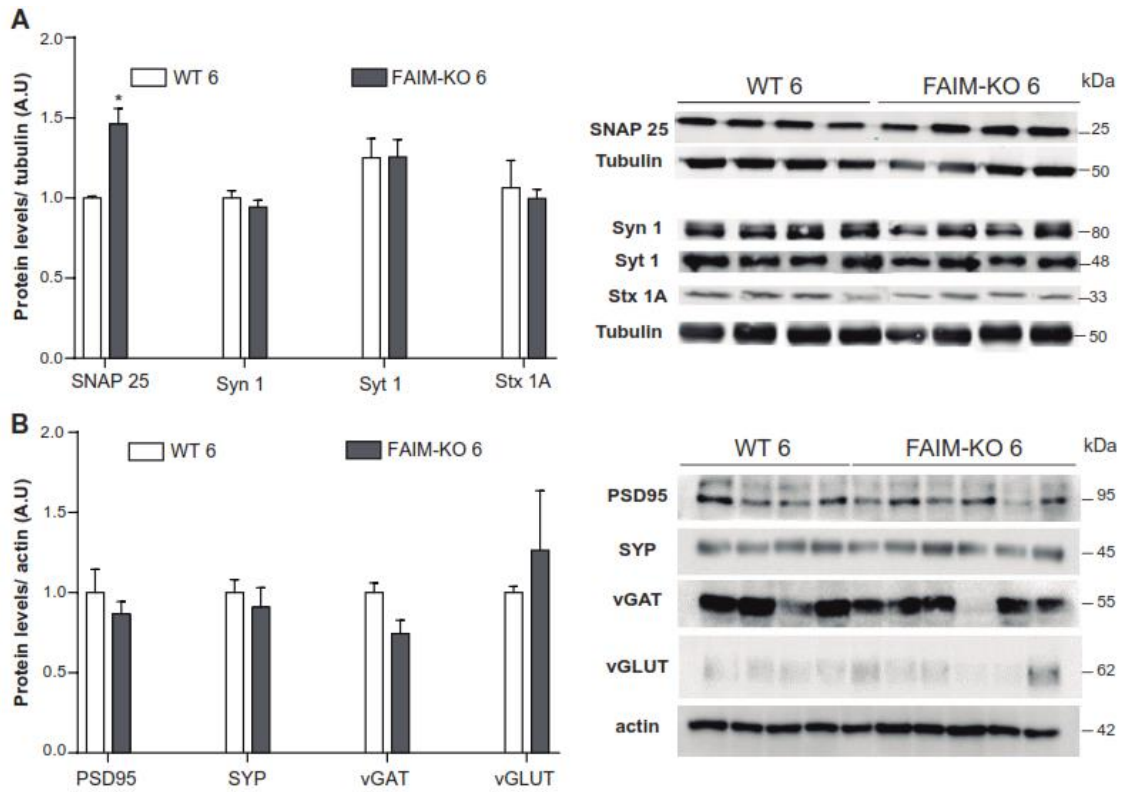 A
Protein levels/ tubulin (A.U)
2.0
1.5
1.0
0.5
0.0
WT 6
FAIM-KO 6
*
SNAP 25
Syn 1
Syt 1
Stx 1A
WT 6
FAIM-KO 6
kDa
SNAP 25
25
Tubulin
50
Syn 1
80
Syt 1
48
Stx 1A
33
Tubulin
50
B
Protein levels/ actin (A.U)
2.0
1.5
1.0
0.5
0.0
WT 6
FAIM-KO 6
PSD95
SYP
vGAT
vGLUT
WT 6
FAIM-KO 6
kDa
PSD95
95
SYP
45
vGAT
55
vGLUT
62
actin
42